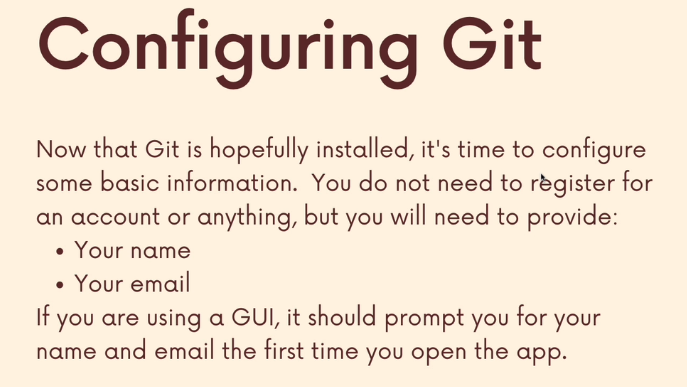 Configuring Git
Now that Git is hopefully installed, it's time to configure
some basic information.  You do not need to register for
an account or anything, but you will need to provide:
• Your name
• Your email
If you are using a GUI, it should prompt you for your
name and email the first time you open the app.